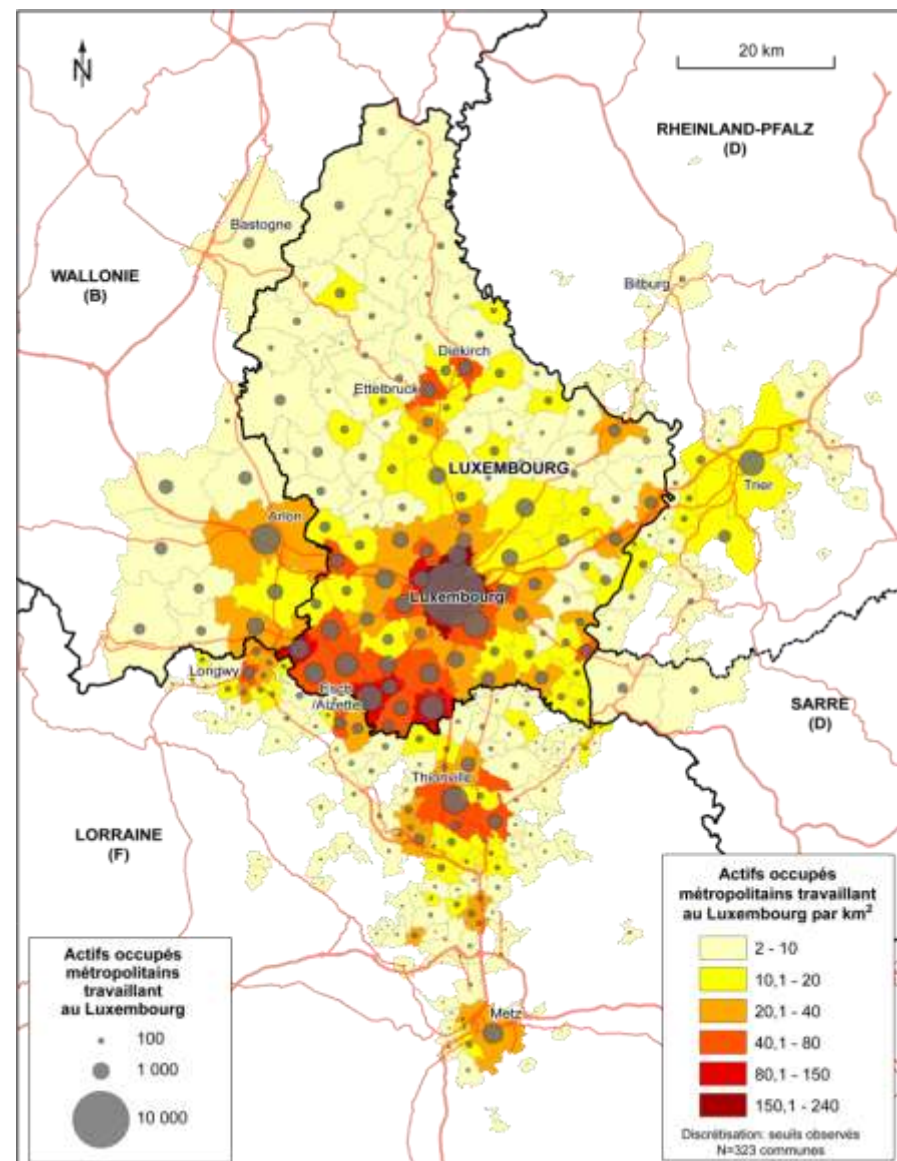 N
20 km
RHEINLAND-PFALZ
(D)
Bastogne
WALLONIE
(B)
Bitburg
Diekirch
Ettelbruck
LUXEMBOURG
Trier
Arlon
Luxembourg
Longwy
Esch
/Alzette
SARRE
(D)
Thionville
LORRAINE
(F)
Metz
Actifs occupés
métropolitains
travaillant
au Luxembourg
100
1 000
10 000
Actifs occupés
métropolitains travaillant
au Luxembourg par km²
2 - 10
10,1 - 20
20,1 - 40
40,1 - 80
80,1 - 150
150,1 - 240
Discrétisation: seuils observés
N=323 communes